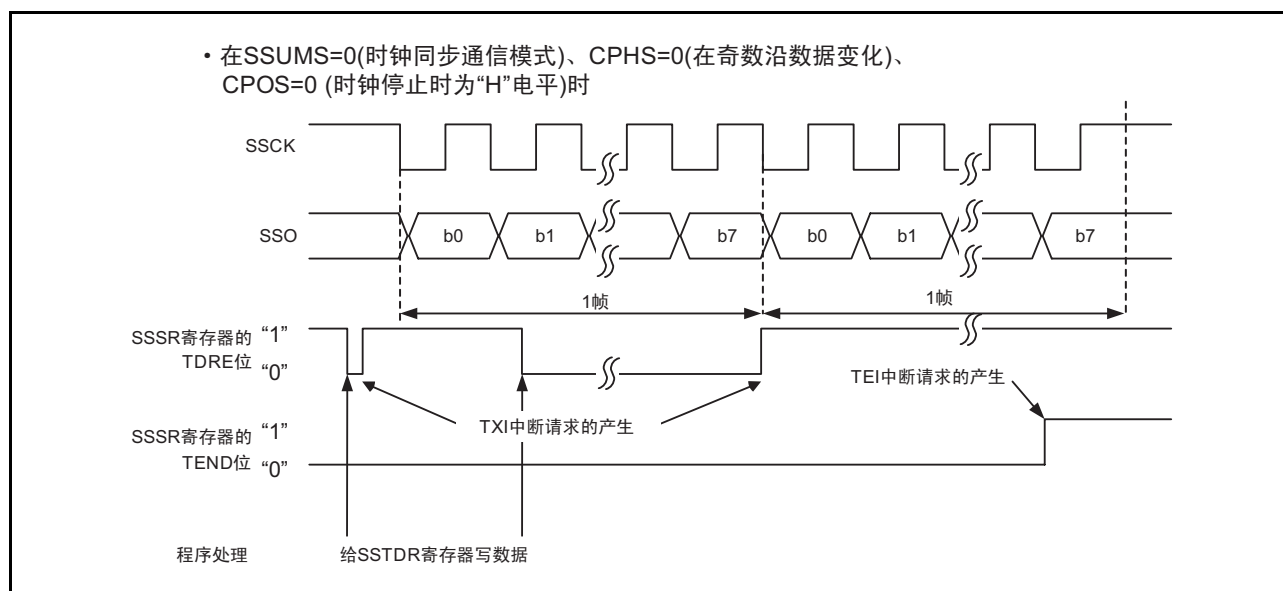 • 在SSUMS=0(时钟同步通信模式)、CPHS=0(在奇数沿数据变化)、
CPOS=0 (时钟停止时为“H”电平)时
SSCK
SSO
b0
b1
b7
b0
b1
b7
1帧
1帧
SSSR寄存器的
TDRE位
“1”
“0”
TEI中断请求的产生
TXI中断请求的产生
SSSR寄存器的
TEND位
“1”
“0”
程序处理
给SSTDR寄存器写数据